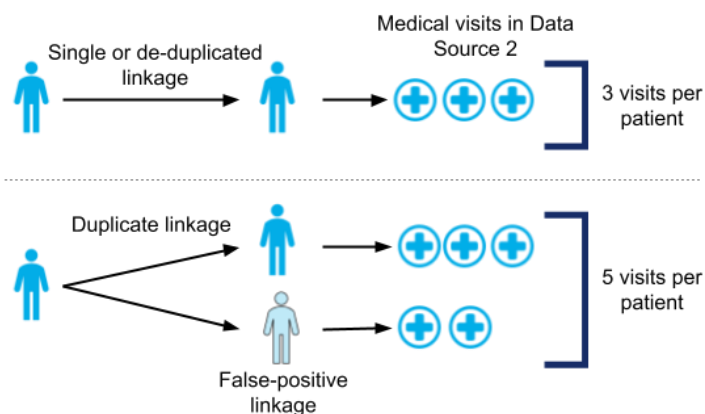 Medical visits in Data
Source 2
Single or de-duplicated
linkage
3 visits per
patient
Duplicate linkage
5 visits per
patient
False-positive
linkage